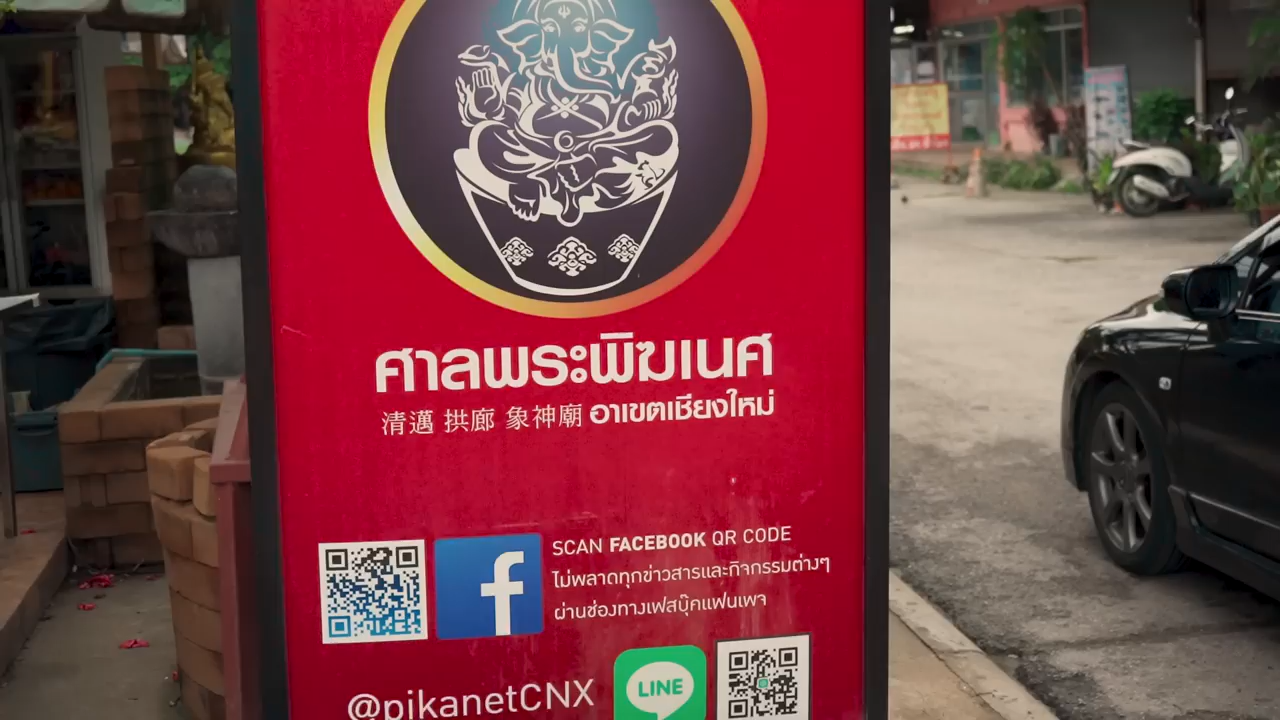 ศาลพระพิฆเนศ
清邁 拱廊 象神廟 อาเขตเชียงใหม่
SCAN FACEBOOK QR CODE
ไม่พลาดทุกข่าวสารและกิจกรรมต่างๆ
ผ่านช่องทางเฟสบุ๊คแฟนเพจ
@pikanetCNX
LINE